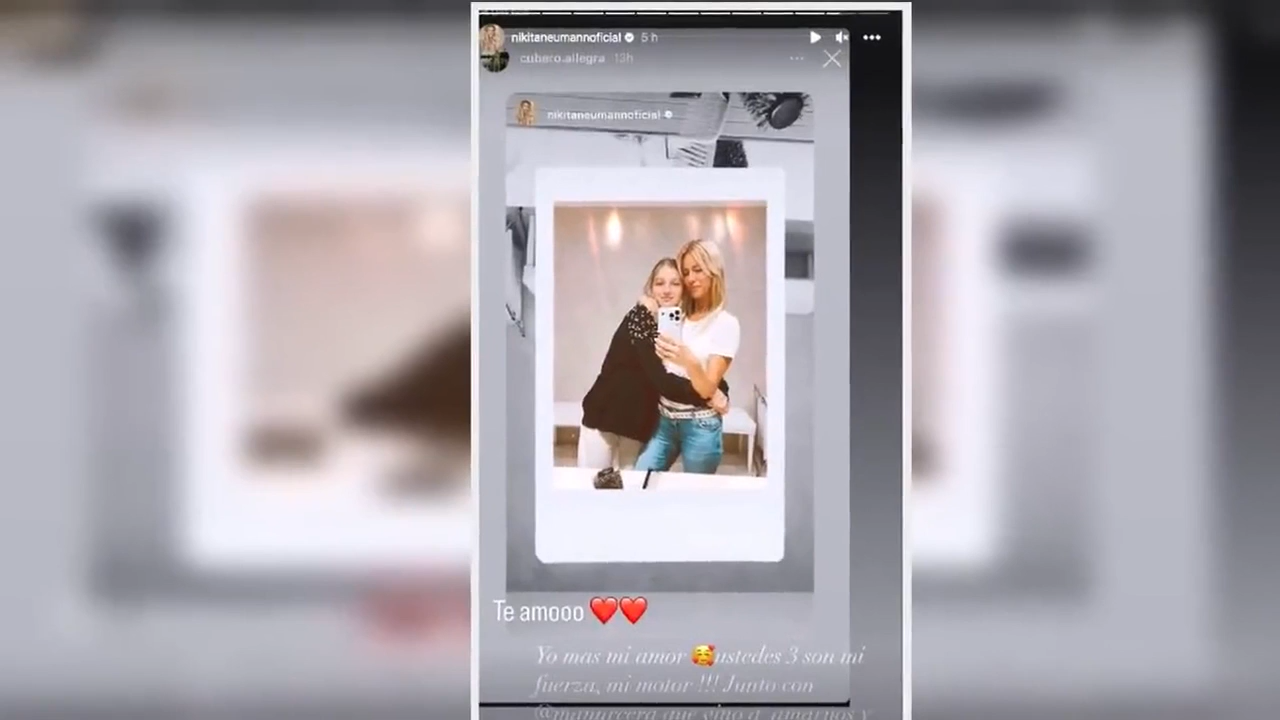 nikitaneumannoficial 5 h
cubero.allegra 13h
nikitaneumannoficial
Te amooo ❤️❤️
Yo mas mi amor 🥰ustedes 3 son mi
fuerza, mi motor !!! Junto con